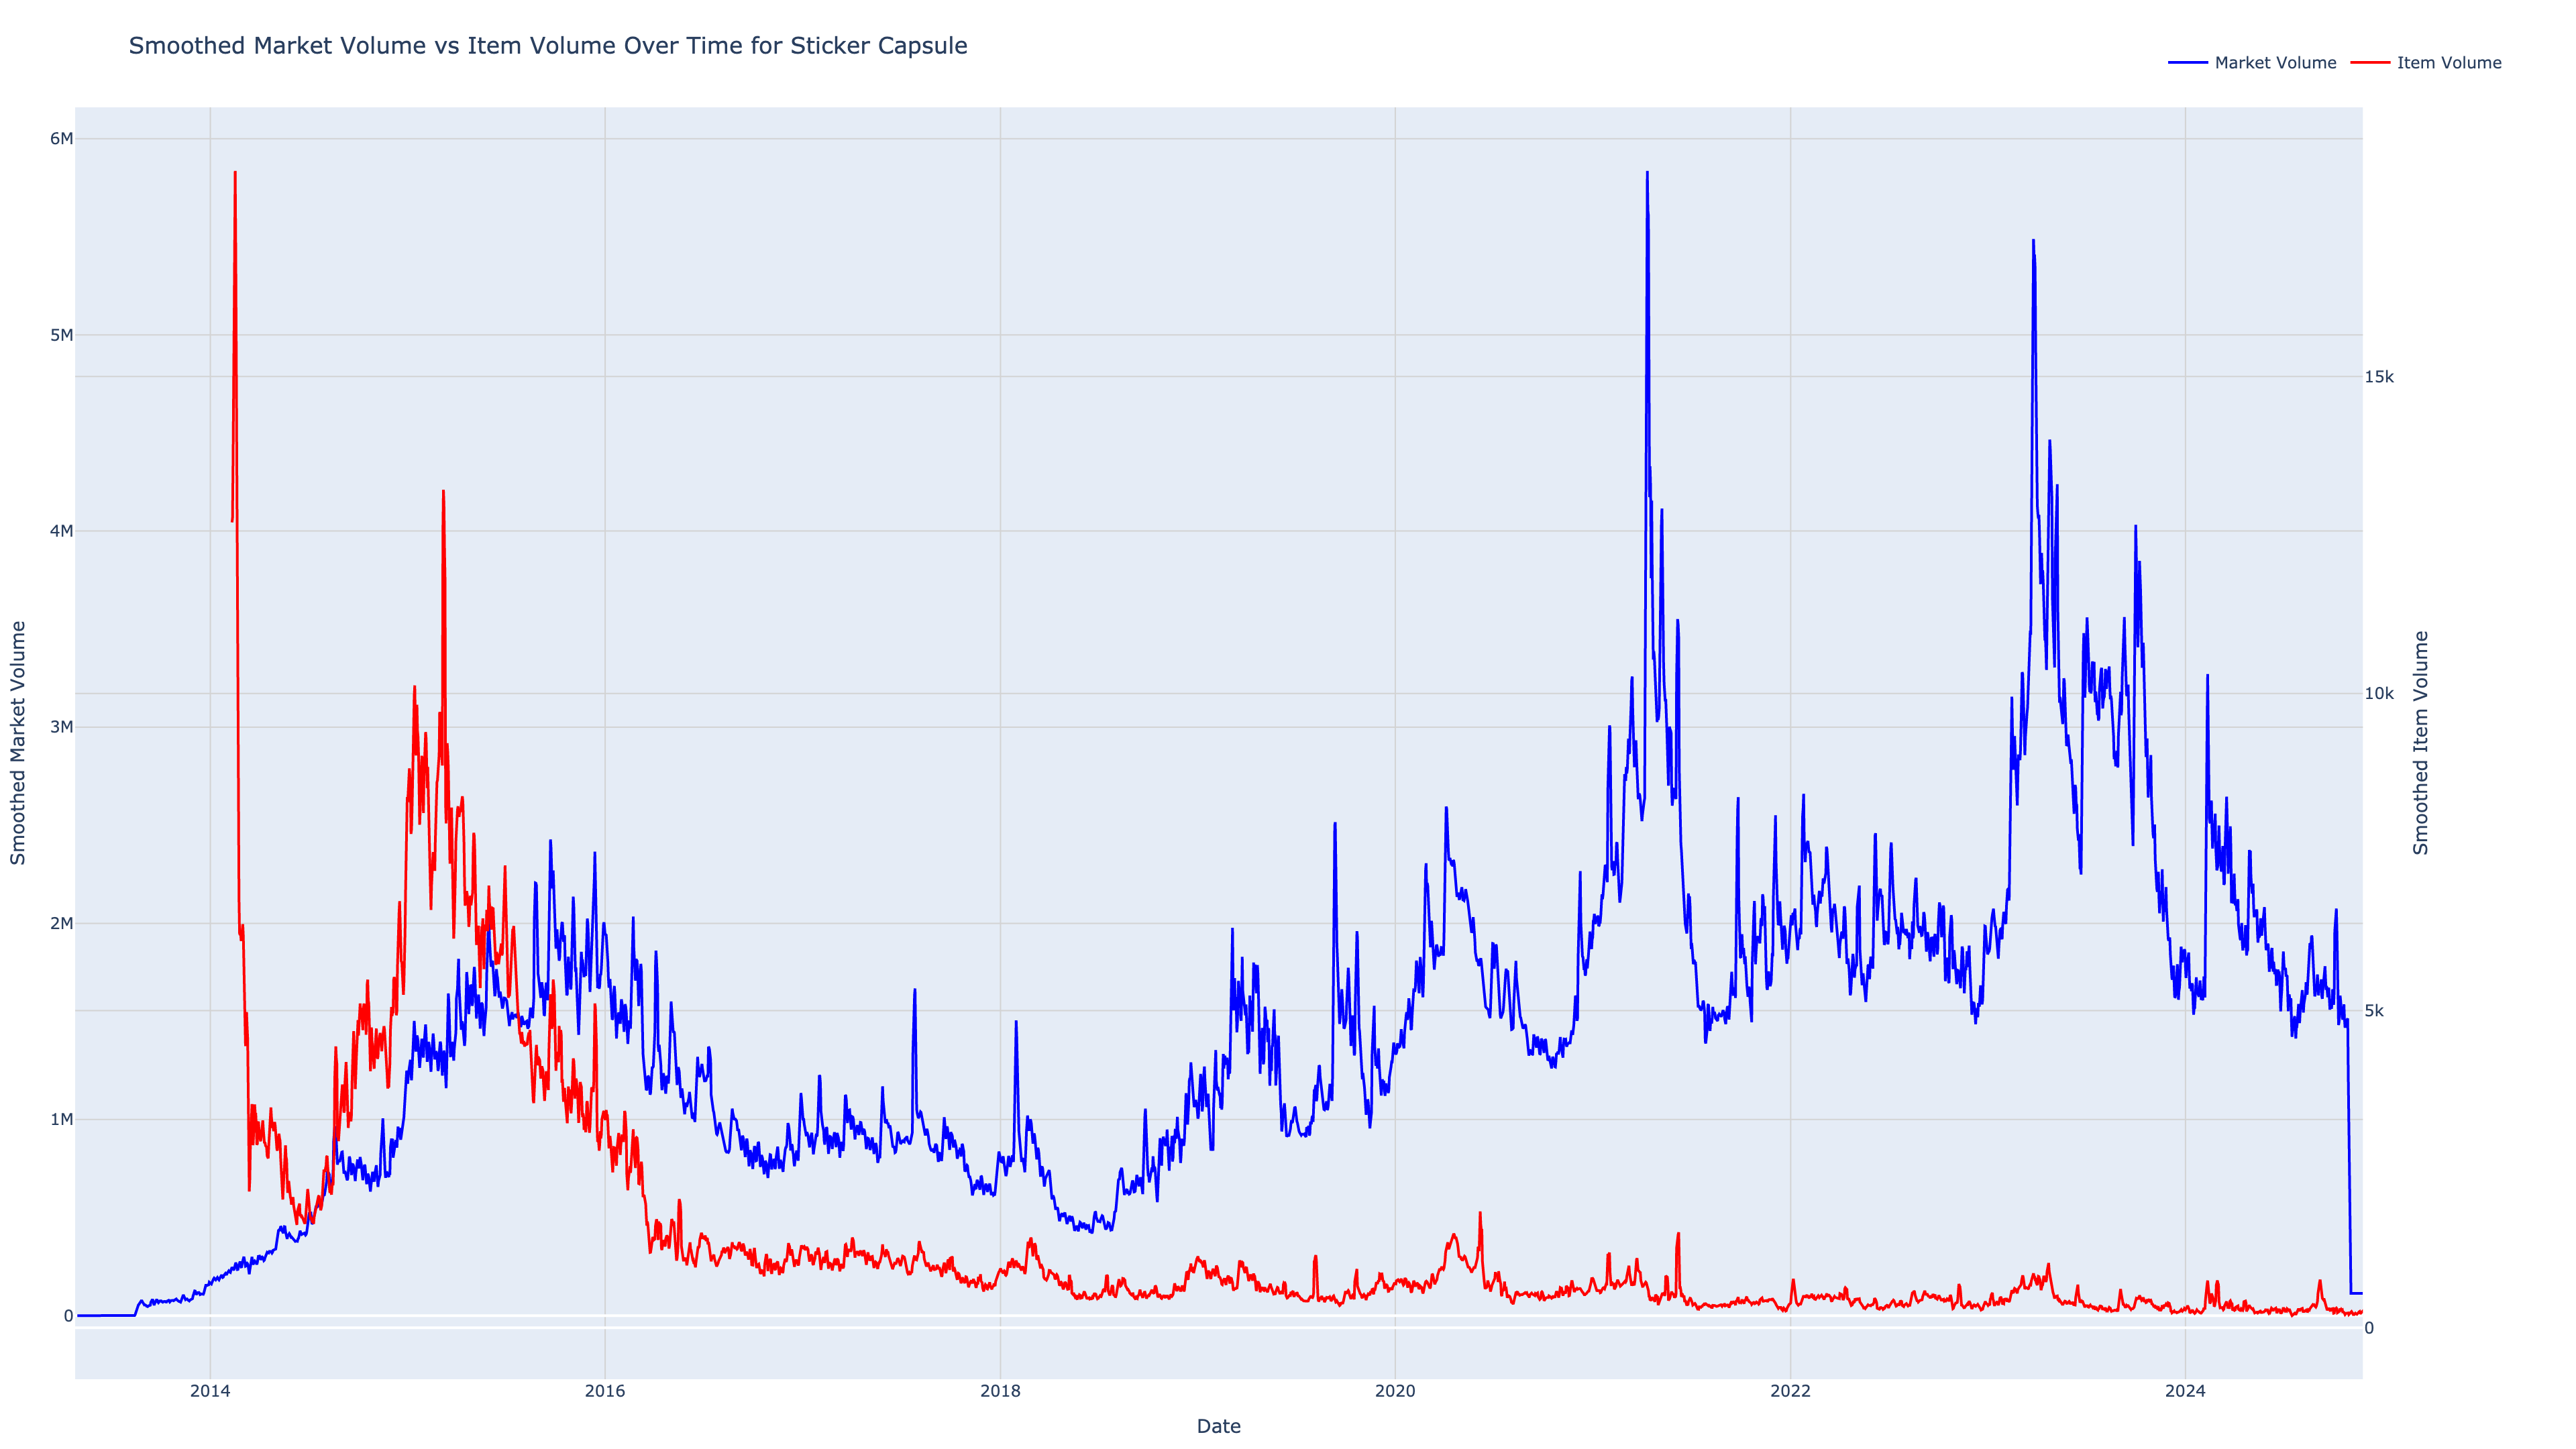 Smoothed Market Volume vs Item Volume Over Time for Sticker Capsule
Market Volume
Item Volume
6M
5M
4M
3M
2M
1M
0
Smoothed Market Volume
15k
10k
5k
0
Smoothed Item Volume
2014
2016
2018
2020
2022
2024
Date